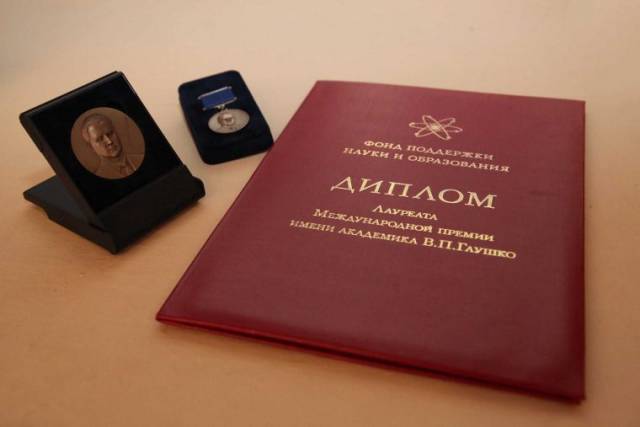 ФОНД ПОДДЕРЖКИ
НАУКИ И ОБРАЗОВАНИЯ
ДИПЛОМ
ЛАУРЕАТА
МЕЖДУНАРОДНОЙ ПРЕМИИ
ИМЕНИ АКАДЕМИКА В.П.ГЛУШКО